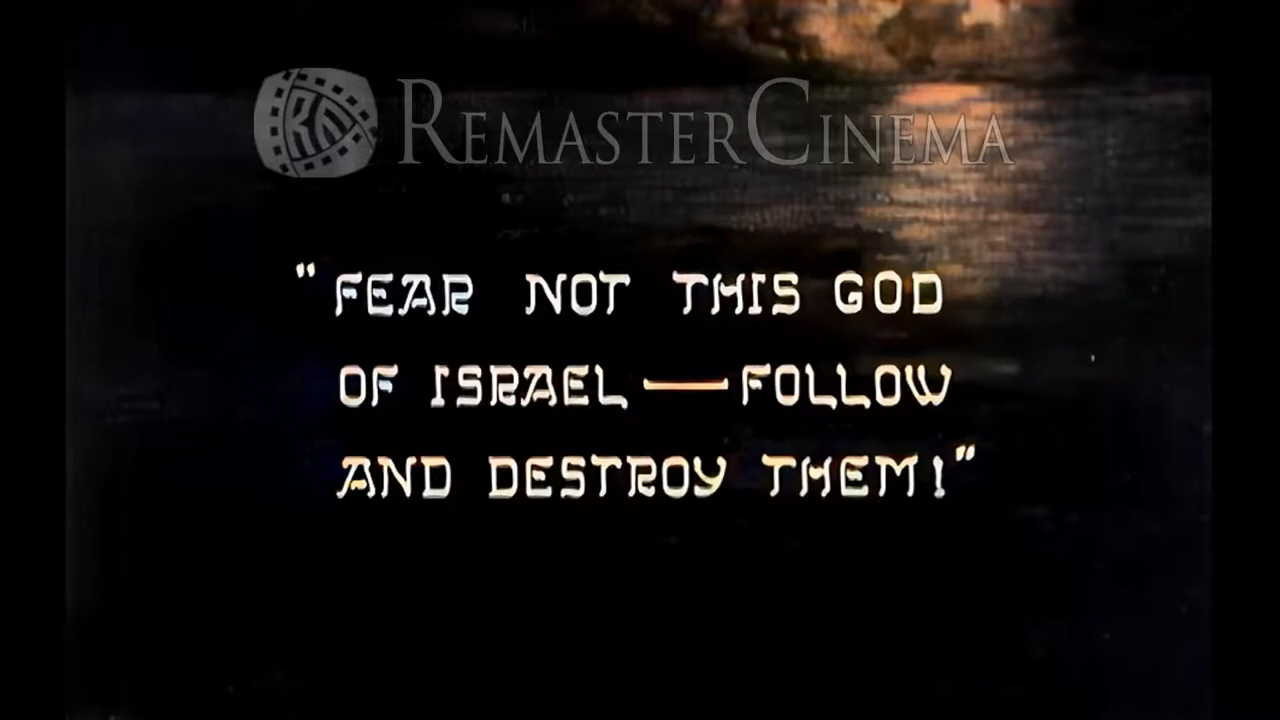 REMASTERCINEMA
"FEAR NOT THIS GOD
OF ISRAEL — FOLLOW
AND DESTROY THEM!"